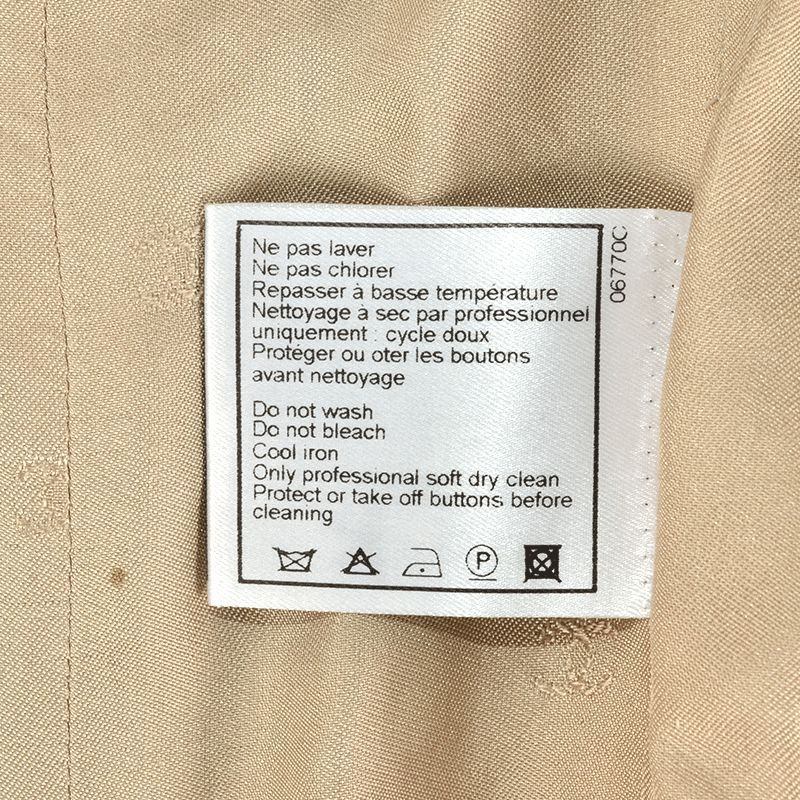 Ne pas laver
Ne pas chlorer
Repasser à basse température
Nettoyage à sec par professionnel
uniquement : cycle doux
Protéger ou oter les boutons
avant nettoyage
Do not wash
Do not bleach
Cool iron
Only professional soft dry clean
Protect or take off buttons before
cleaning
P
06770C